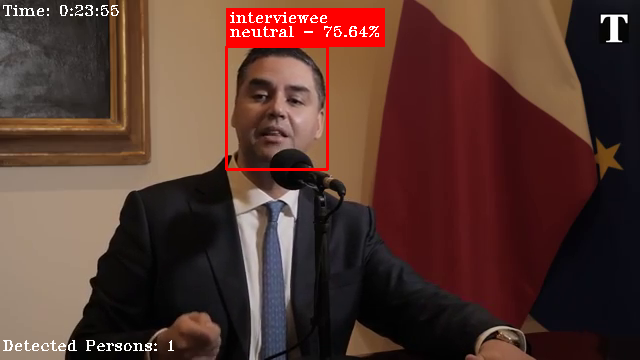 Time: 0:23:55
interviewee
neutral - 75.64%
T
Detected Persons: 1